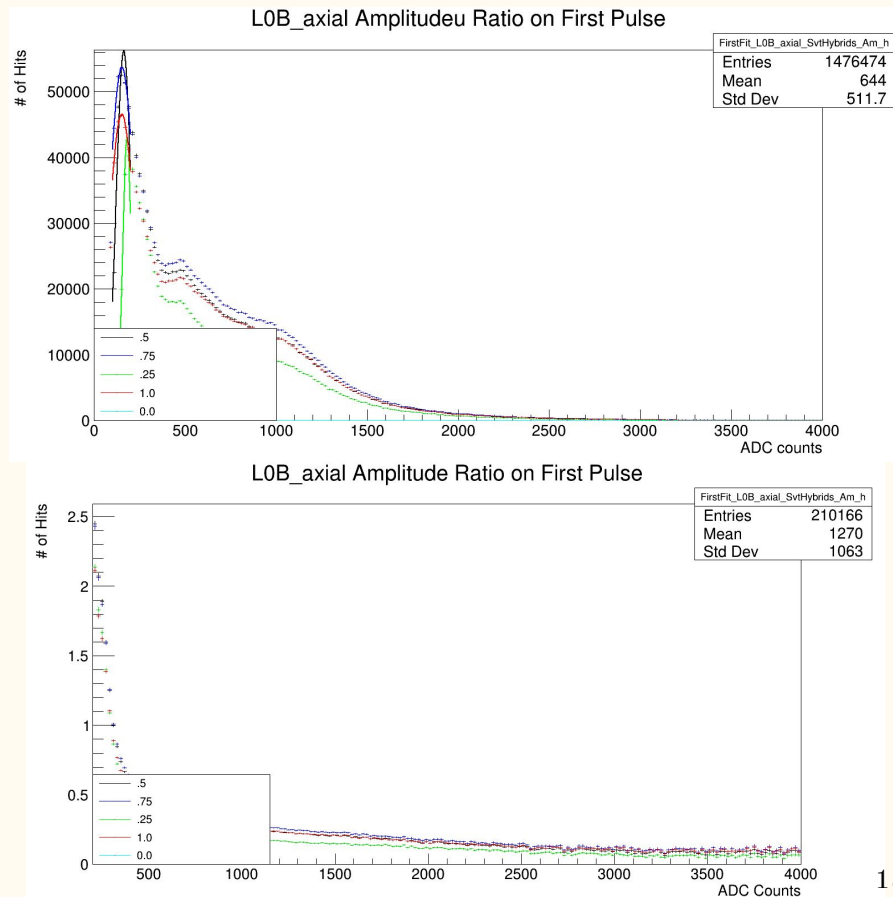 L0B_axial Amplitudeu Ratio on First Pulse
FirstFit_L0B_axial_SvtHybrids_Am_h
Entries 1476474
Mean 644
Std Dev 511.7
# of Hits
50000
40000
30000
20000
10000
0
.5
.75
.25
1.0
0.0
0 500 1000 1500 2000 2500 3000 3500 4000
ADC counts
L0B_axial Amplitude Ratio on First Pulse
FirstFit_L0B_axial_SvtHybrids_Am_h
Entries 210166
Mean 1270
Std Dev 1063
# of Hits
2.5
2
1.5
1
0.5
0
.5
.75
.25
1.0
0.0
500 1000 1500 2000 2500 3000 3500 4000
ADC Counts